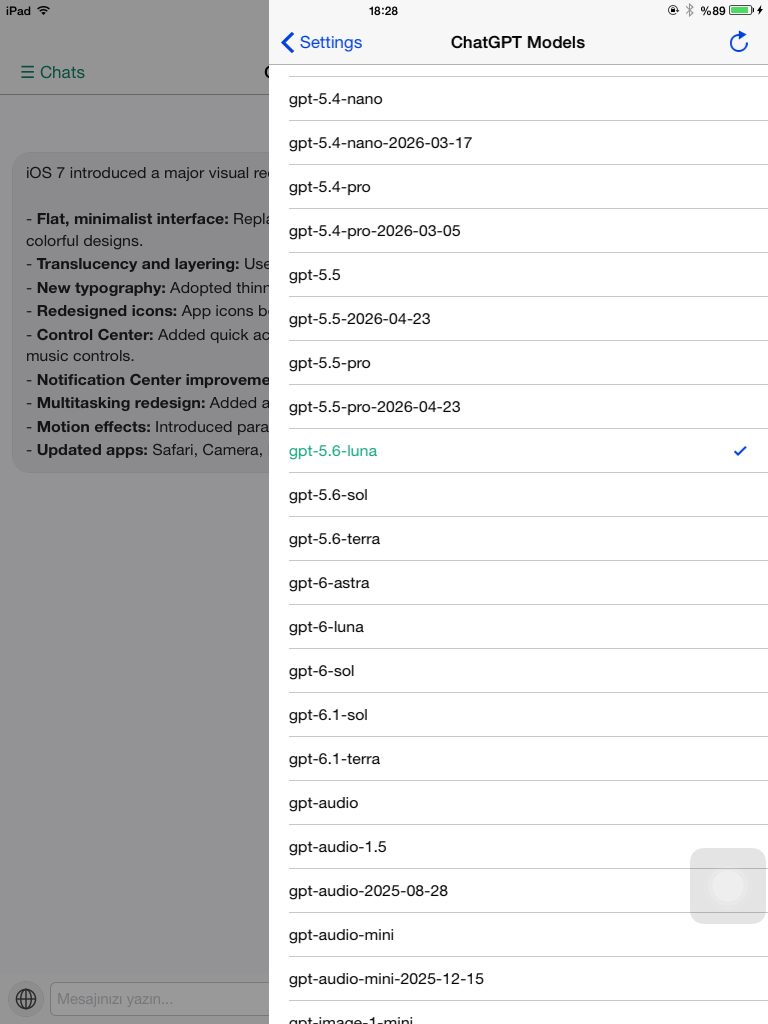 iPad
18:28
%89
Settings
ChatGPT Models
☰ Chats
iOS 7 introduced a major visual
- Flat, minimalist interface:
colorful designs.
- Translucency and layering: Use
- New typography: Adopted
- Redesigned icons: App icons
- Control Center: Added quick
music controls.
- Notification Center
- Multitasking redesign: Added
- Motion effects: Introduced
- Updated apps: Safari, Camera,
Mesajınızı yazın...
gpt-5.4-nano
gpt-5.4-nano-2026-03-17
gpt-5.4-pro
gpt-5.4-pro-2026-03-05
gpt-5.5
gpt-5.5-2026-04-23
gpt-5.5-pro
gpt-5.5-pro-2026-04-23
gpt-5.6-luna
gpt-5.6-sol
gpt-5.6-terra
gpt-6-astra
gpt-6-luna
gpt-6-sol
gpt-6.1-sol
gpt-6.1-terra
gpt-audio
gpt-audio-1.5
gpt-audio-2025-08-28
gpt-audio-mini
gpt-audio-mini-2025-12-15
gpt-image-1-mini